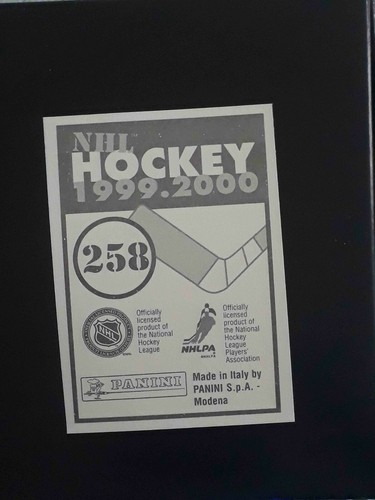 NHL
HOCKEY
1999.2000
258
NHL
Officially
licensed
product of
the National
Hockey
League
NHLPA
Officially
licensed
product of
the National
Hockey
League
Players'
Association
PANINI
Made in Italy by
PANINI S.p.A. -
Modena